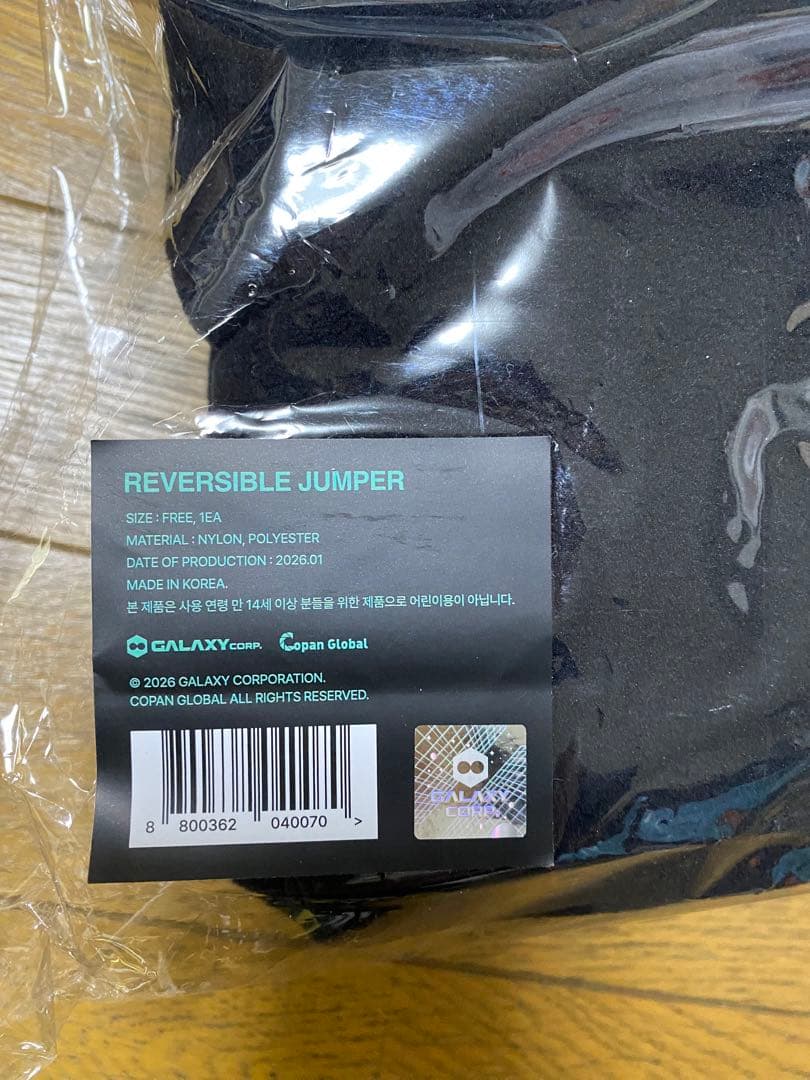 REVERSIBLE JUMPER
SIZE : FREE, 1EA
MATERIAL : NYLON, POLYESTER
DATE OF PRODUCTION : 2026.01
MADE IN KOREA.
본 제품은 사용 연령 만 14세 이상 분들을 위한 제품으로 어린이용이 아닙니다.
GALAXY CORP. Copan Global
© 2026 GALAXY CORPORATION.
COPAN GLOBAL ALL RIGHTS RESERVED.
8 800362 040070 >
GALAXY
CORP.